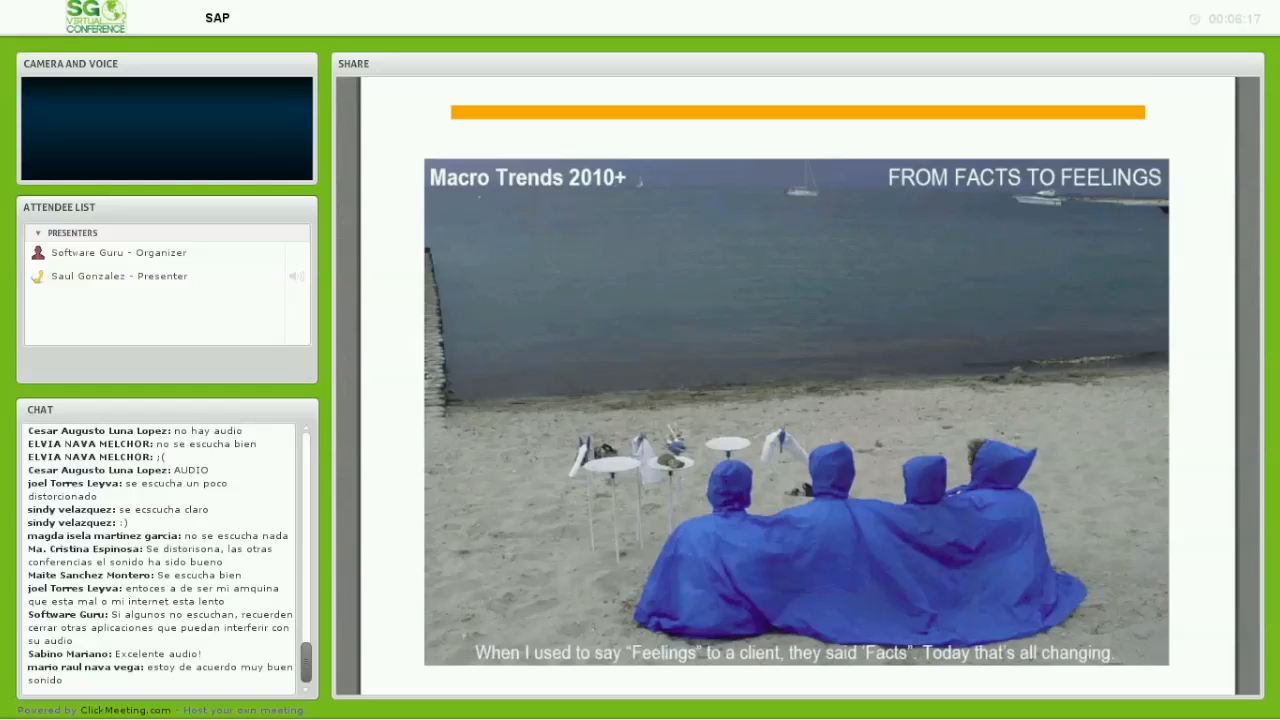 SG
VIRTUAL
CONFERENCE
SAP
00:06:17
CAMERA AND VOICE
ATTENDEE LIST
PRESENTERS
Software Guru - Organizer
Saul Gonzalez - Presenter
CHAT
Cesar Augusto Luna Lopez: no hay audio
ELVIA NAVA MELCHOR: no se escucha bien
ELVIA NAVA MELCHOR: ;(
Cesar Augusto Luna Lopez: AUDIO
joel Torres Leyva: se escucha un poco
distorcionado
sindy velazquez: se ecscucha claro
sindy velazquez: :)
magda isela martinez garcia: no se escucha nada
Ma. Cristina Espinosa: Se distorisona, las otras
conferencias el sonido ha sido bueno
Maite Sanchez Montero: Se escucha bien
joel Torres Leyva: entoces a de ser mi amquina
que esta mal o mi internet esta lento
Software Guru: Si algunos no escuchan, recuerden
cerrar otras aplicaciones que puedan interferir con
su audio
Sabino Mariano: Excelente audio!
mario raul nava vega: estoy de acuerdo muy buen
sonido
Powered by ClickMeeting.com - Host your own meeting
SHARE
Macro Trends 2010+
FROM FACTS TO FEELINGS
When I used to say “Feelings” to a client, they said ‘Facts”. Today that’s all changing.